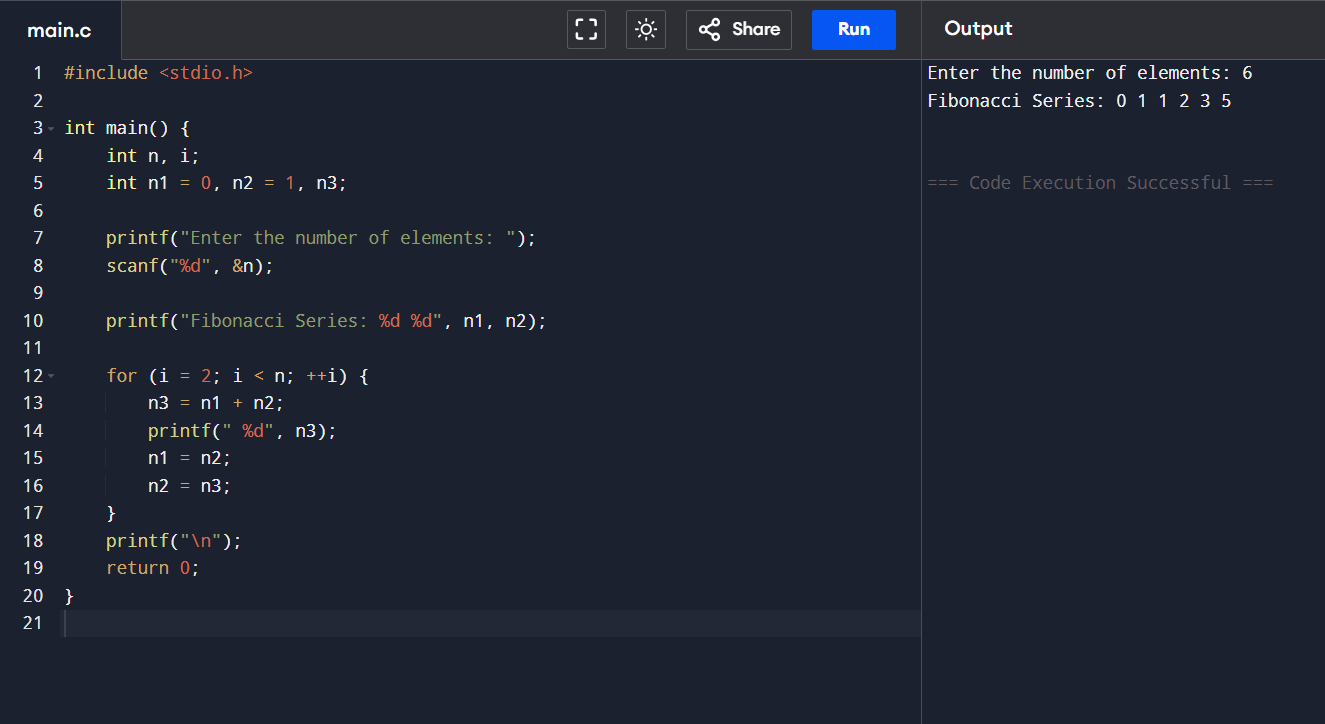 main.c
Share
Run
Output
1 #include <stdio.h>
2
3 int main() {
4     int n, i;
5     int n1 = 0, n2 = 1, n3;
6
7     printf("Enter the number of elements: ");
8     scanf("%d", &n);
9
10     printf("Fibonacci Series: %d %d", n1, n2);
11
12     for (i = 2; i < n; ++i) {
13         n3 = n1 + n2;
14         printf(" %d", n3);
15         n1 = n2;
16         n2 = n3;
17     }
18     printf("\n");
19     return 0;
20 }
21
Enter the number of elements: 6
Fibonacci Series: 0 1 1 2 3 5
=== Code Execution Successful ===